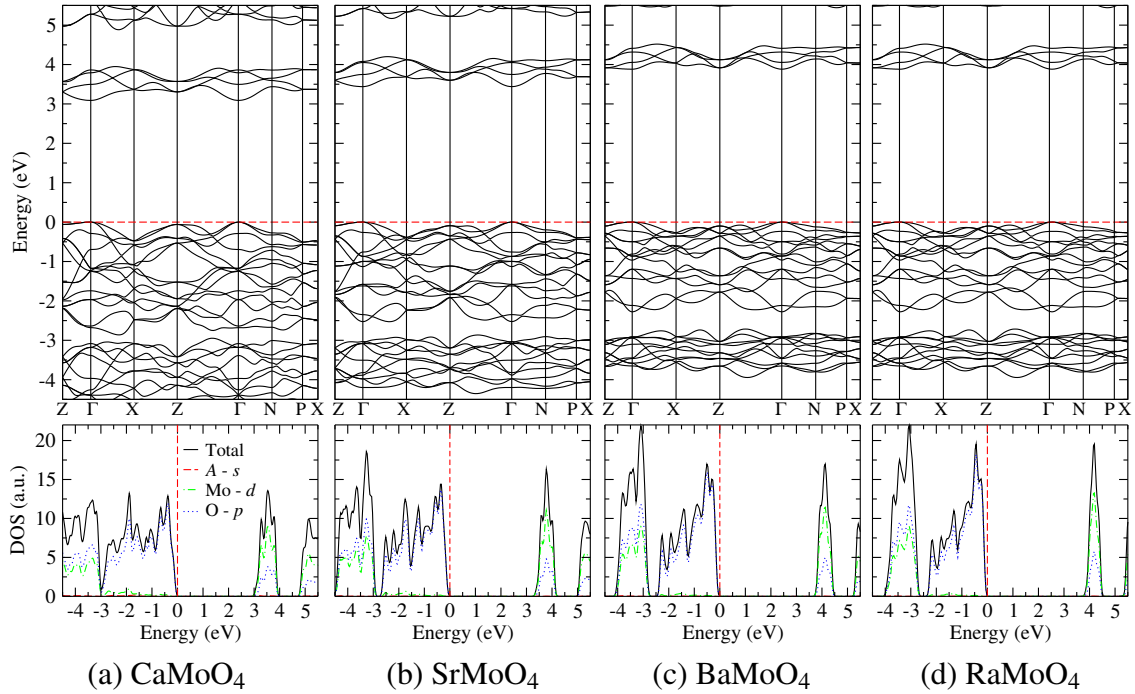 Energy (eV)
5
4
3
2
1
0
-1
-2
-3
-4
Z Γ X Z Γ N P X
Z Γ X Z Γ N P X
Z Γ X Z Γ N P X
Z Γ X Z Γ N P X
DOS (a.u.)
20
15
10
5
0
Total
A - s
Mo - d
O - p
-4 -3 -2 -1 0 1 2 3 4 5
-4 -3 -2 -1 0 1 2 3 4 5
-4 -3 -2 -1 0 1 2 3 4 5
-4 -3 -2 -1 0 1 2 3 4 5
Energy (eV)
Energy (eV)
Energy (eV)
Energy (eV)
(a) CaMoO4
(b) SrMoO4
(c) BaMoO4
(d) RaMoO4